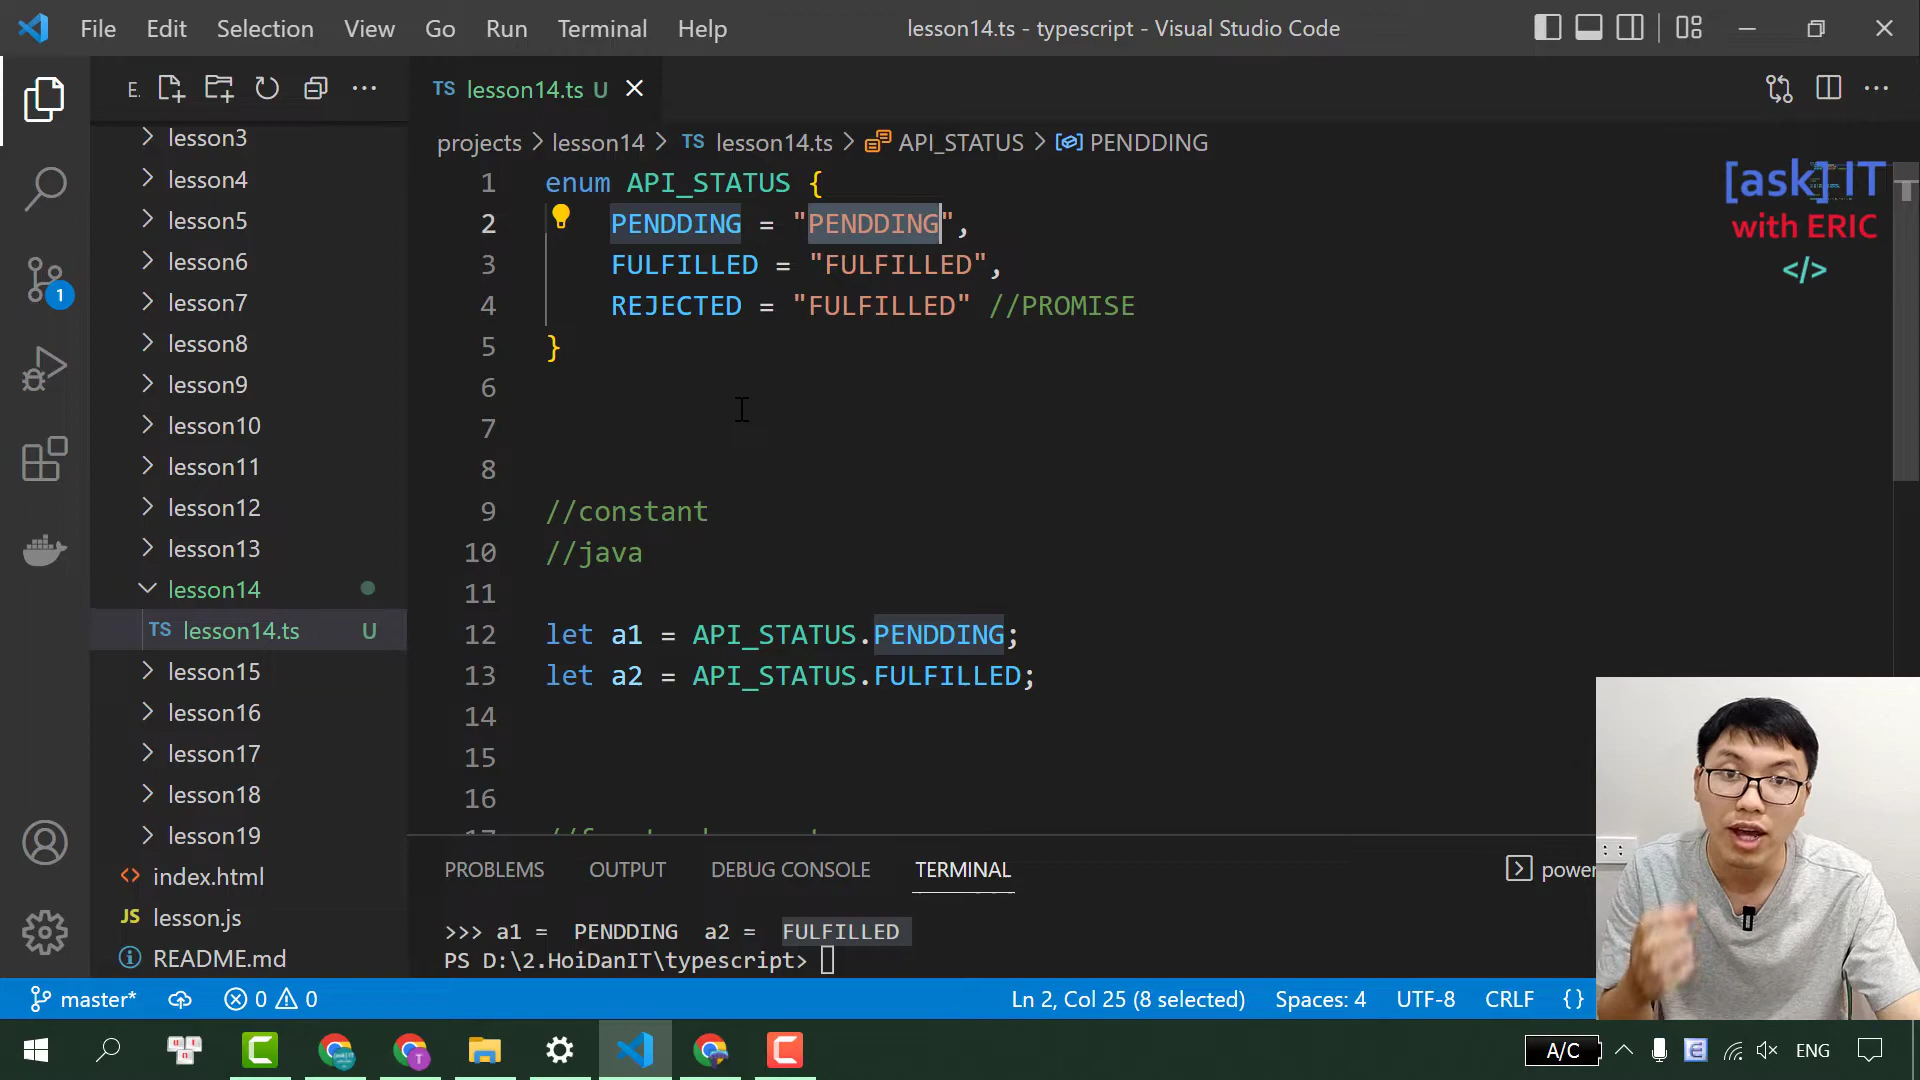 File Edit Selection View Go Run Terminal Help lesson14.ts - typescript - Visual Studio Code
E.
TS lesson14.ts U
projects > lesson14 > TS lesson14.ts > API_STATUS > PENDDING
lesson3
lesson4
lesson5
lesson6
lesson7
lesson8
lesson9
lesson10
lesson11
lesson12
lesson13
lesson14
TS lesson14.ts U
lesson15
lesson16
lesson17
lesson18
lesson19
index.html
JS lesson.js
README.md
1
1 enum API_STATUS {
2 PENDDING = "PENDDING",
3 FULFILLED = "FULFILLED",
4 REJECTED = "FULFILLED" //PROMISE
5 }
6
7
8
9 //constant
10 //java
11
12 let a1 = API_STATUS.PENDDING;
13 let a2 = API_STATUS.FULFILLED;
14
15
16
[ask] IT
with ERIC
</>
PROBLEMS OUTPUT DEBUG CONSOLE TERMINAL
>>> a1 = PENDDING a2 = FULFILLED
PS D:\2.HoiDanIT\typescript>
master* 0 0 Ln 2, Col 25 (8 selected) Spaces: 4 UTF-8 CRLF {}
A/C ENG